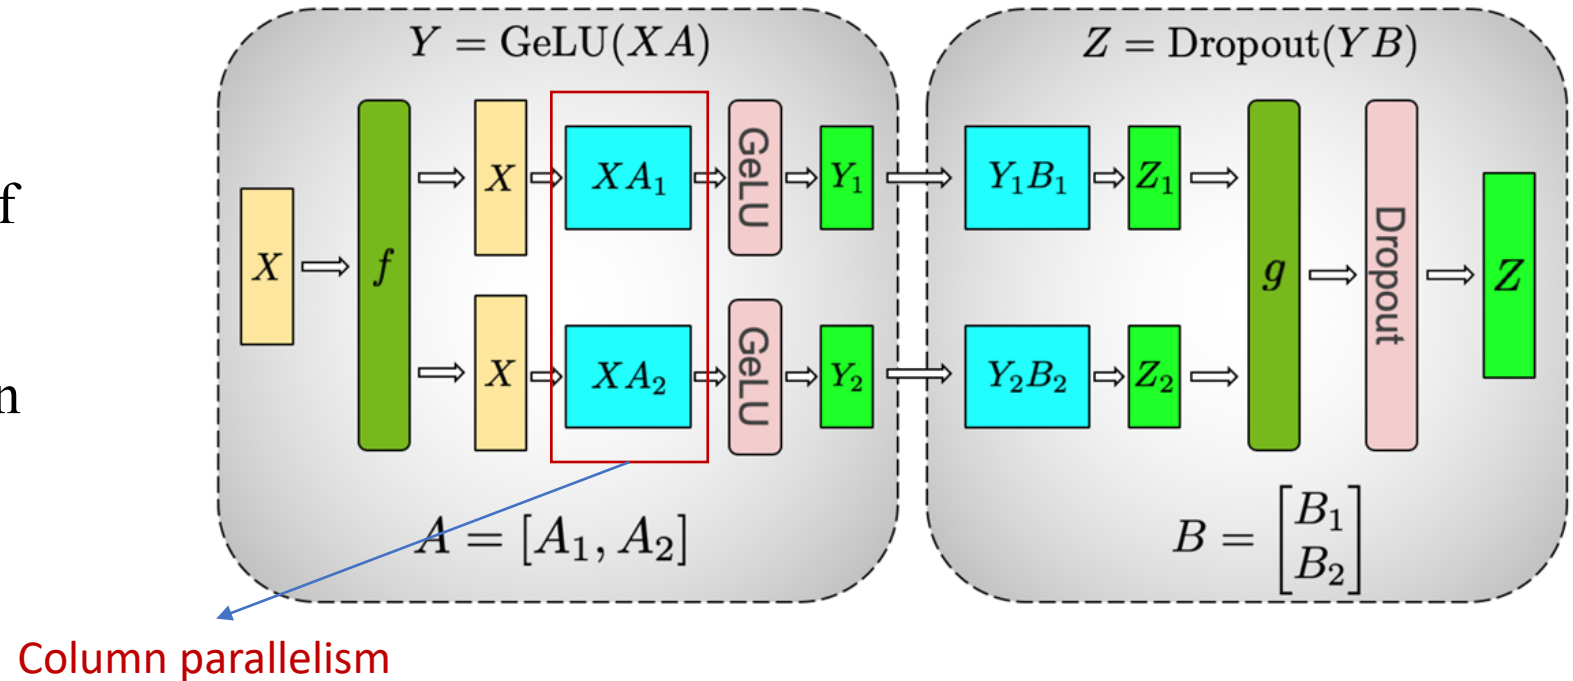 Y = GeLU(XA)
Z = Dropout(YB)
f
n
X
f
X
XA₁
GeLU
Y₁
Y₁B₁
Z₁
X
XA₂
GeLU
Y₂
Y₂B₂
Z₂
g
Dropout
Z
A = [A₁, A₂]
B = [B₁
B₂]
Column parallelism